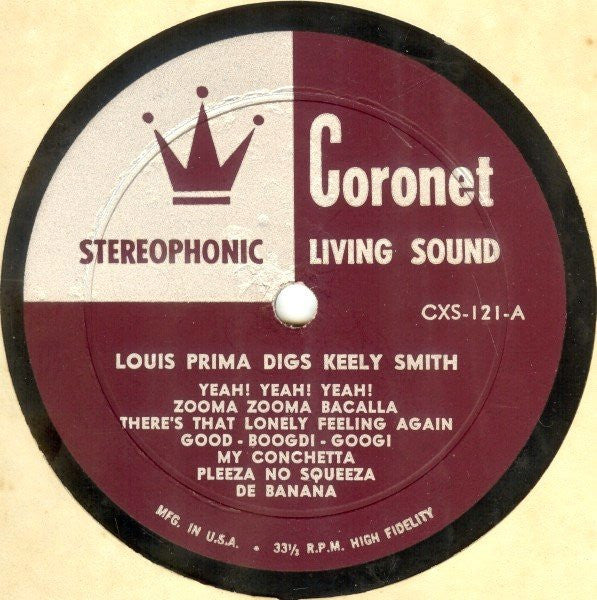 Coronet
STEREOPHONIC LIVING SOUND
CXS-121-A
LOUIS PRIMA DIGS KEELY SMITH
YEAH! YEAH! YEAH!
ZOOMA ZOOMA BACALLA
THERE'S THAT LONELY FEELING AGAIN
GOOD - BOOGDI - GOOGI
MY CONCHETTA
PLEEZA NO SQUEEZA
DE BANANA
MFG. IN U.S.A. • 33⅓ R.P.M. HIGH FIDELITY